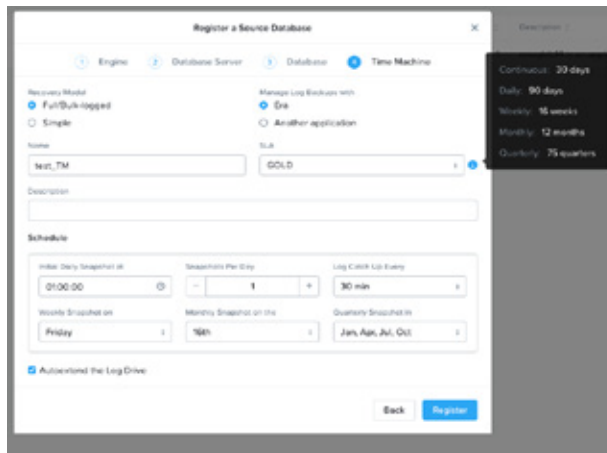 Register a Source Database
Description
1 Engine 2 Database Server 3 Database 4 Time Machine
Continuous: 30 days
Daily: 90 days
Weekly: 16 weeks
Monthly: 12 months
Quarterly: 75 quarters
Recovery Model
Full/Bulk-logged
Simple
Manage Log Backups with
Era
Another application
Name
test_TM
SLA
GOLD
Description
Schedule
Initial Daily Snapshot at
01:00:00
Snapshots Per Day
1
Log Catch Up Every
30 min
Weekly Snapshot on
Friday
Monthly Snapshot on the
16th
Quarterly Snapshot in
Jan, Apr, Jul, Oct
Autoextend the Log Drive
Back Register